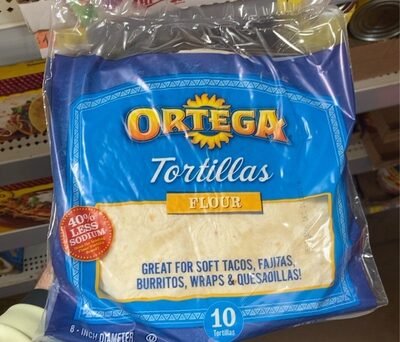 ORTEGA
Tortillas
FLOUR
40%
LESS
SODIUM
GREAT FOR SOFT TACOS, FAJITAS,
BURRITOS, WRAPS & QUESADILLAS!
10
Tortillas
8 - INCH DIAMETER